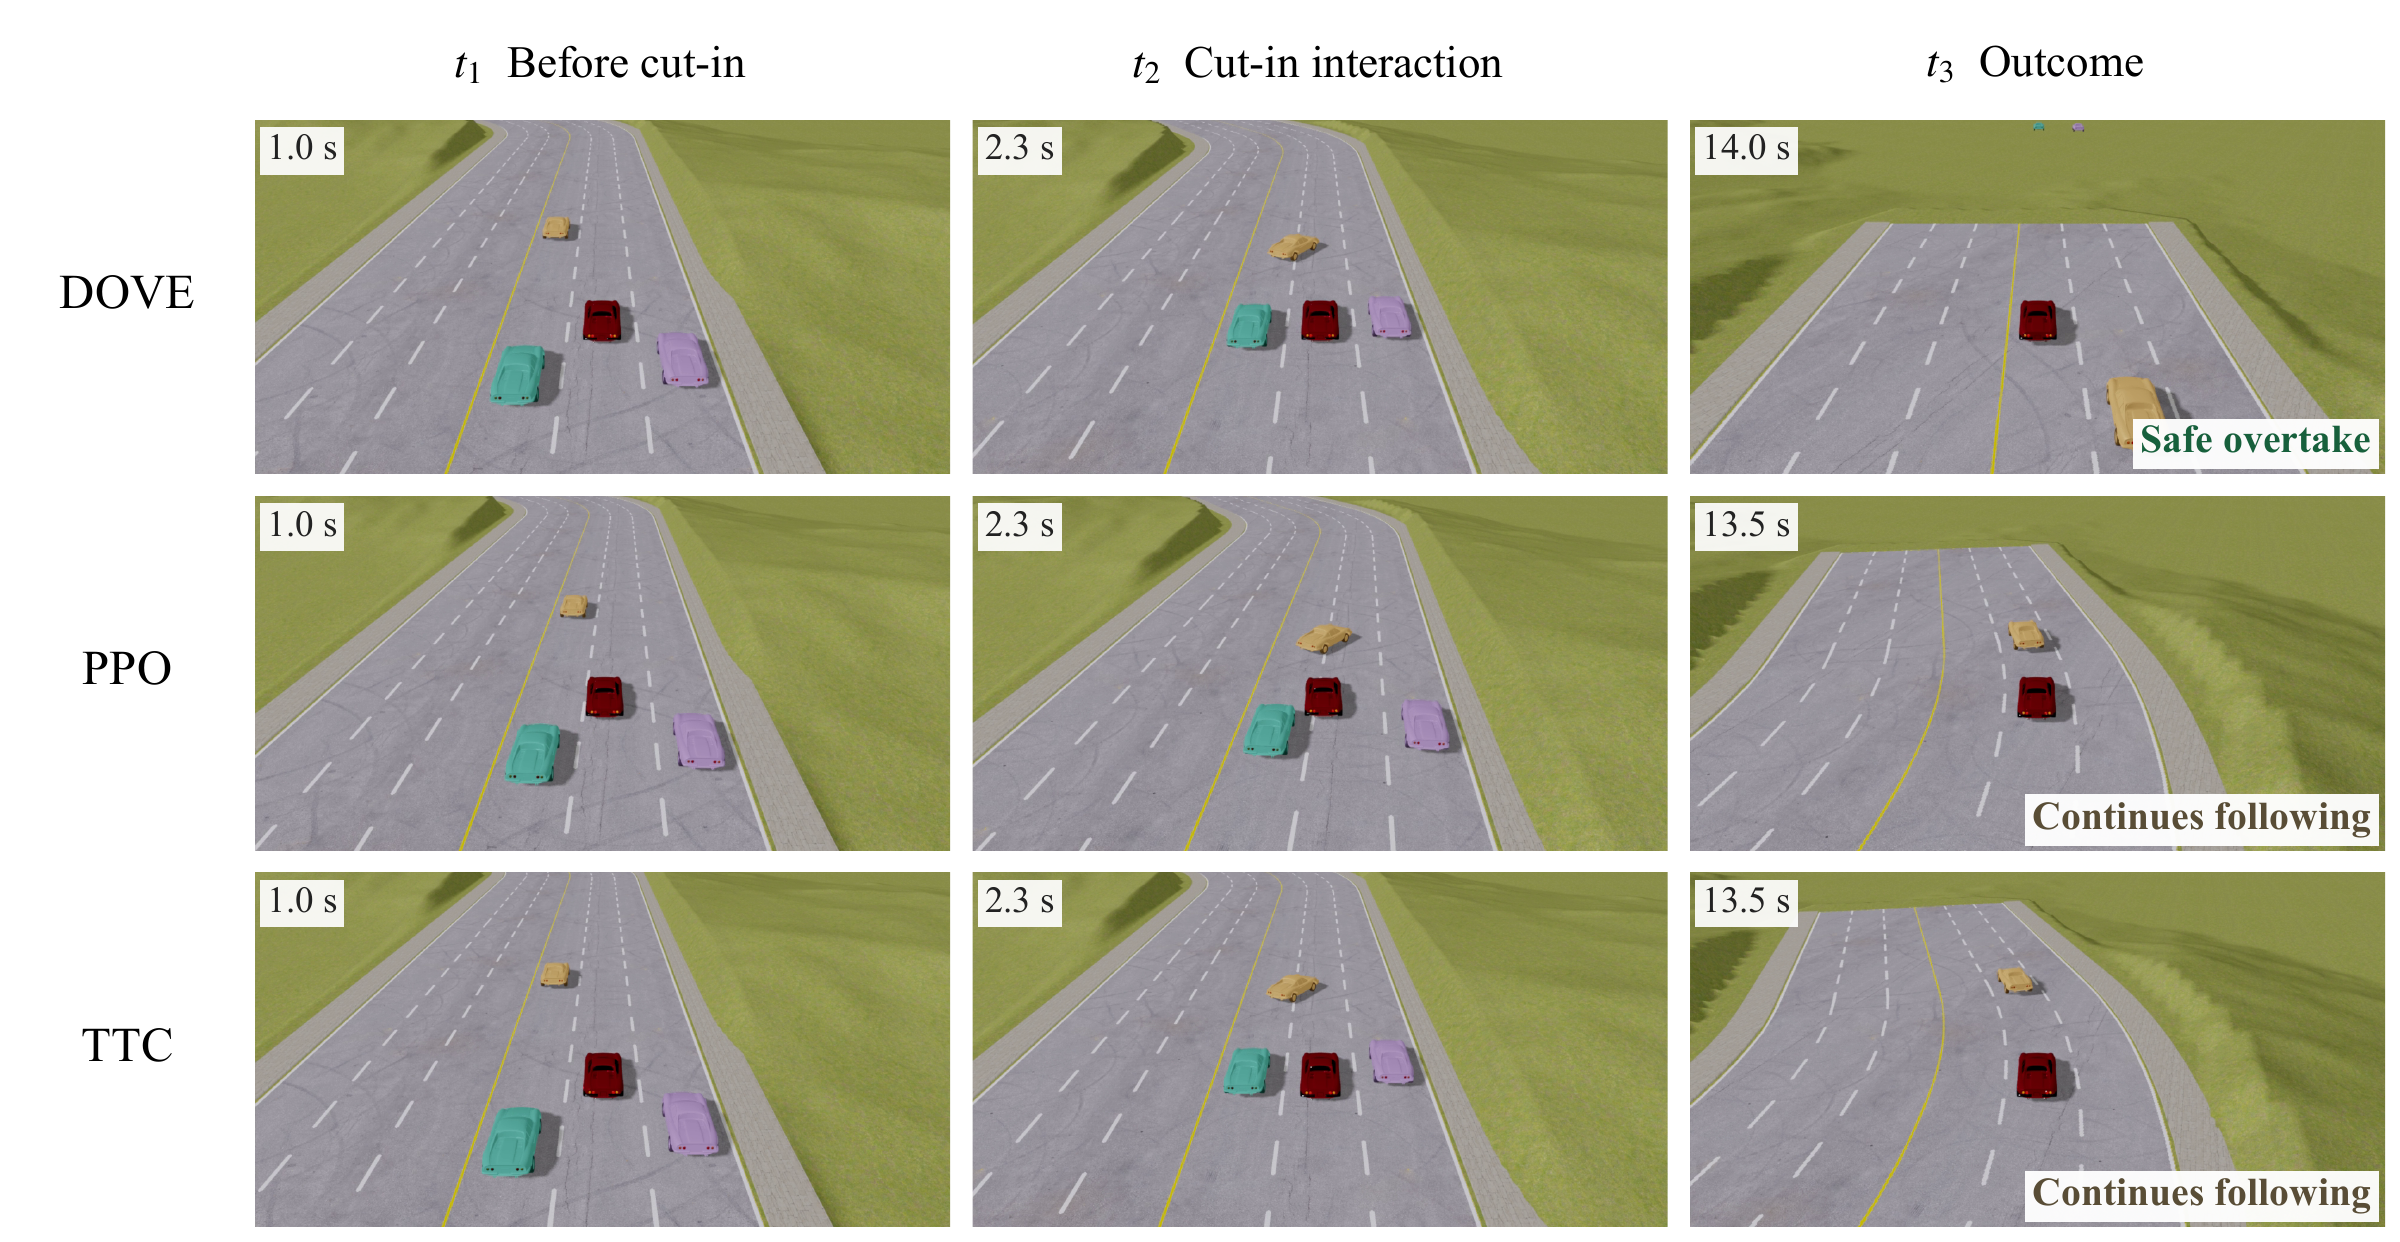 t₁ Before cut-in
t₂ Cut-in interaction
t₃ Outcome
DOVE
1.0 s
2.3 s
14.0 s
Safe overtake
PPO
1.0 s
2.3 s
13.5 s
Continues following
TTC
1.0 s
2.3 s
13.5 s
Continues following